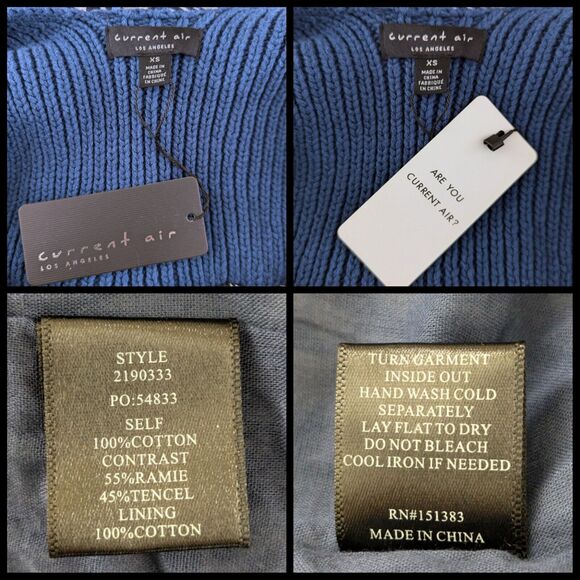 current air
LOS ANGELES
XS
MADE IN
CHINA
FABRIQUÉ
EN CHINE
current air
LOS ANGELES
current air
LOS ANGELES
XS
MADE IN
CHINA
FABRIQUÉ
EN CHINE
ARE YOU
CURRENT AIR?
STYLE
2190333
PO:54833
SELF
100%COTTON
CONTRAST
55%RAMIE
45%TENCEL
LINING
100%COTTON
TURN GARMENT
INSIDE OUT
HAND WASH COLD
SEPARATELY
LAY FLAT TO DRY
DO NOT BLEACH
COOL IRON IF NEEDED
RN#151383
MADE IN CHINA